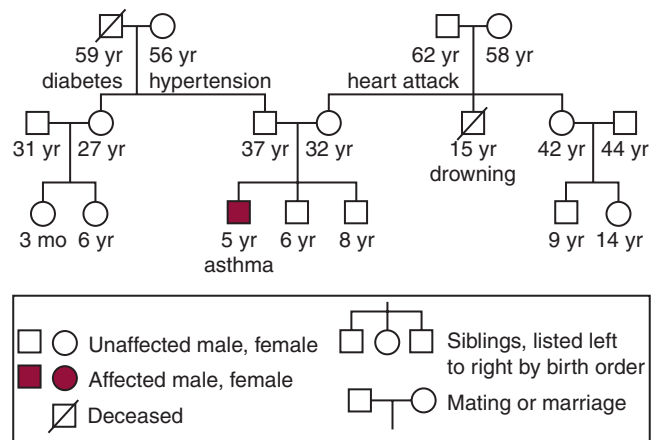 59 yr 56 yr 62 yr 58 yr
diabetes hypertension heart attack
31 yr 27 yr 37 yr 32 yr 15 yr 42 yr 44 yr
drowning
3 mo 6 yr 5 yr 6 yr 8 yr 9 yr 14 yr
asthma
Unaffected male, female
Affected male, female
Deceased
Siblings, listed left
to right by birth order
Mating or marriage